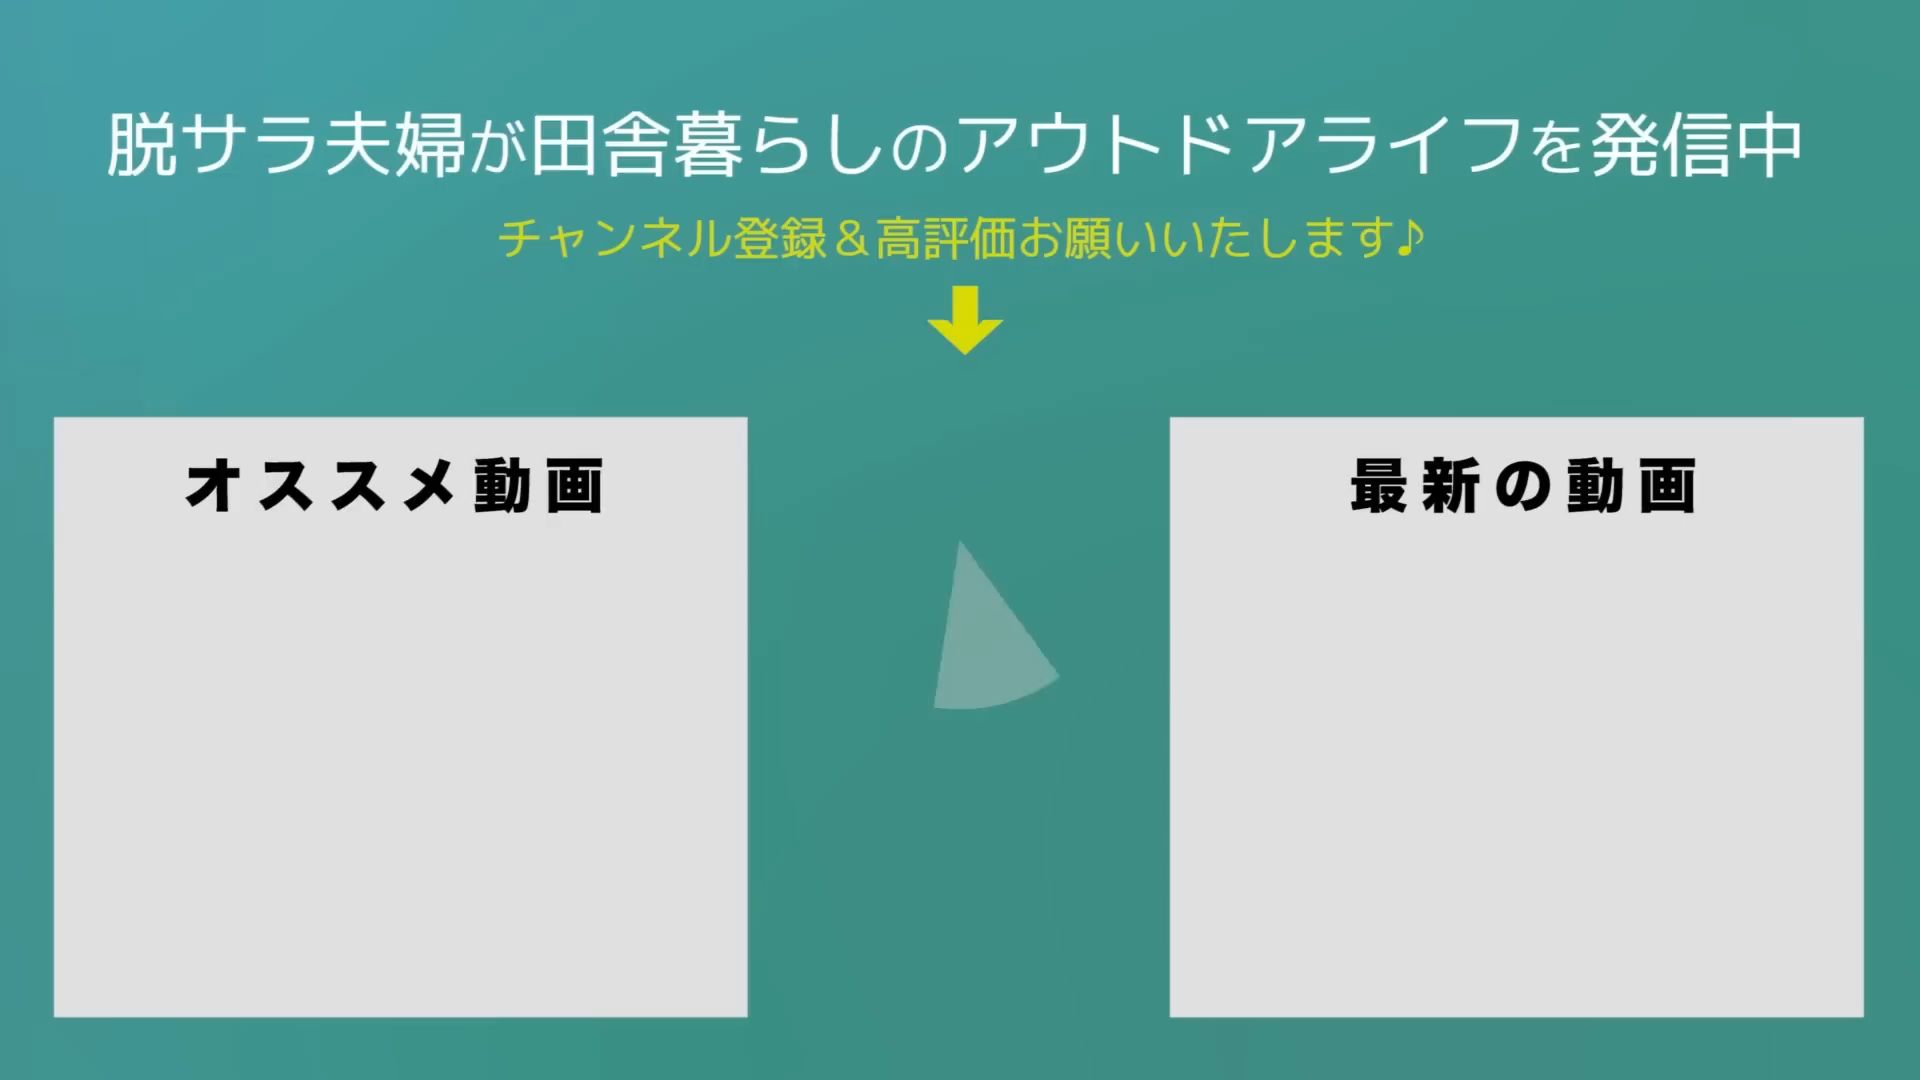 脱サラ夫婦が田舎暮らしのアウトドアライフを発信中
チャンネル登録＆高評価お願いいたします♪
オススメ動画
最新の動画